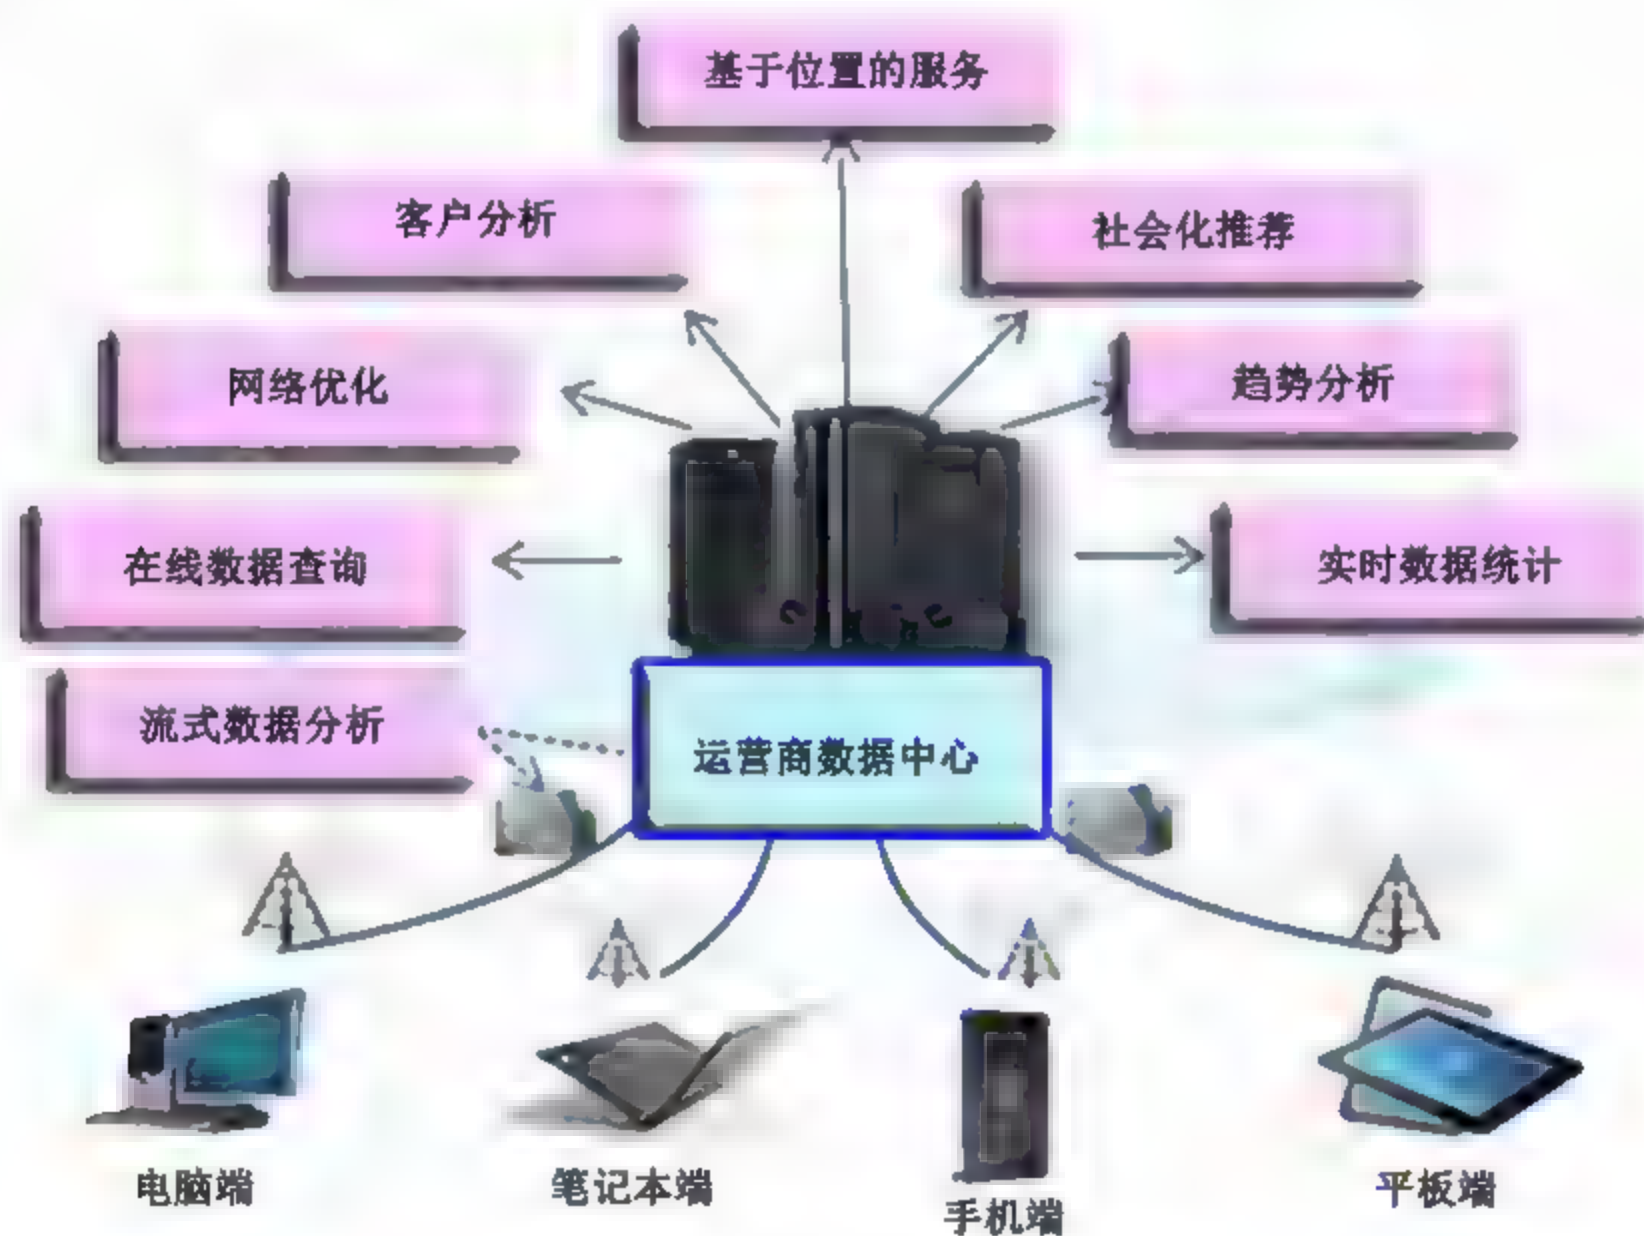 基于位置的服务
客户分析
社会化推荐
网络优化
趋势分析
在线数据查询
实时数据统计
流式数据分析
运营商数据中心
电脑端
笔记本端
手机端
平板端